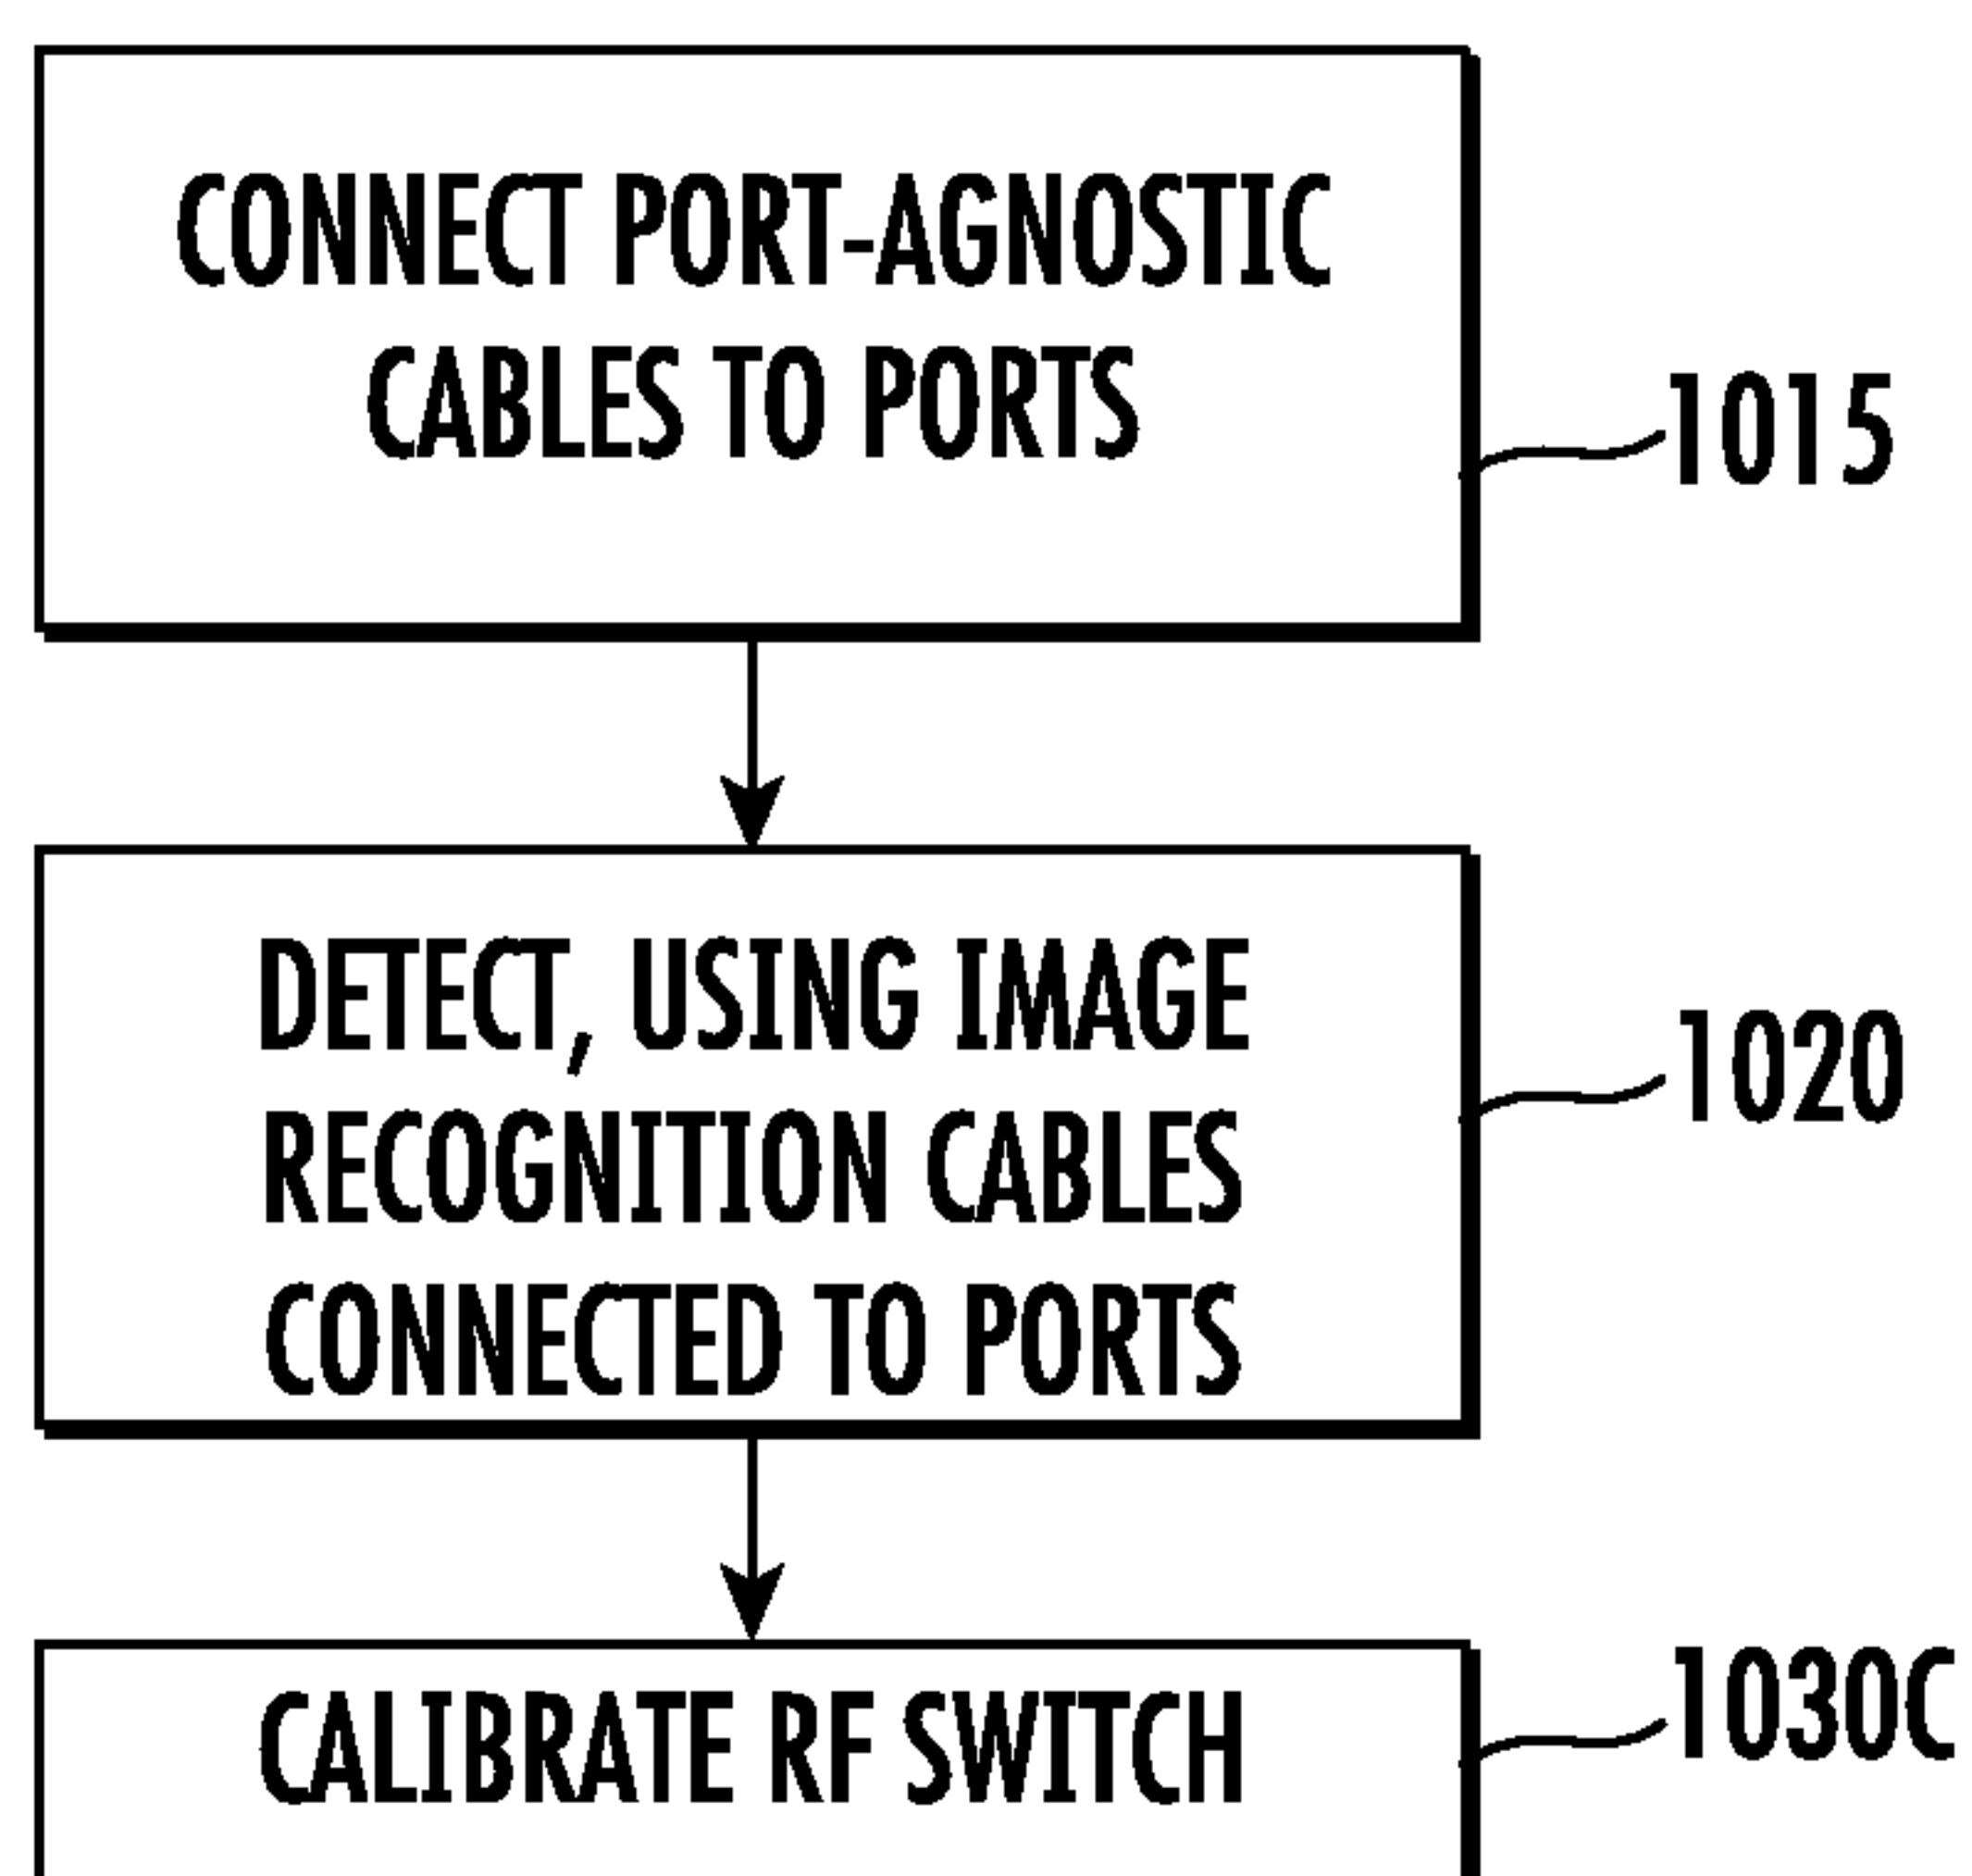 CONNECT PORT-AGNOSTIC
CABLES TO PORTS
1015
DETECT, USING IMAGE
RECOGNITION CABLES
CONNECTED TO PORTS
1020
CALIBRATE RF SWITCH
1030C